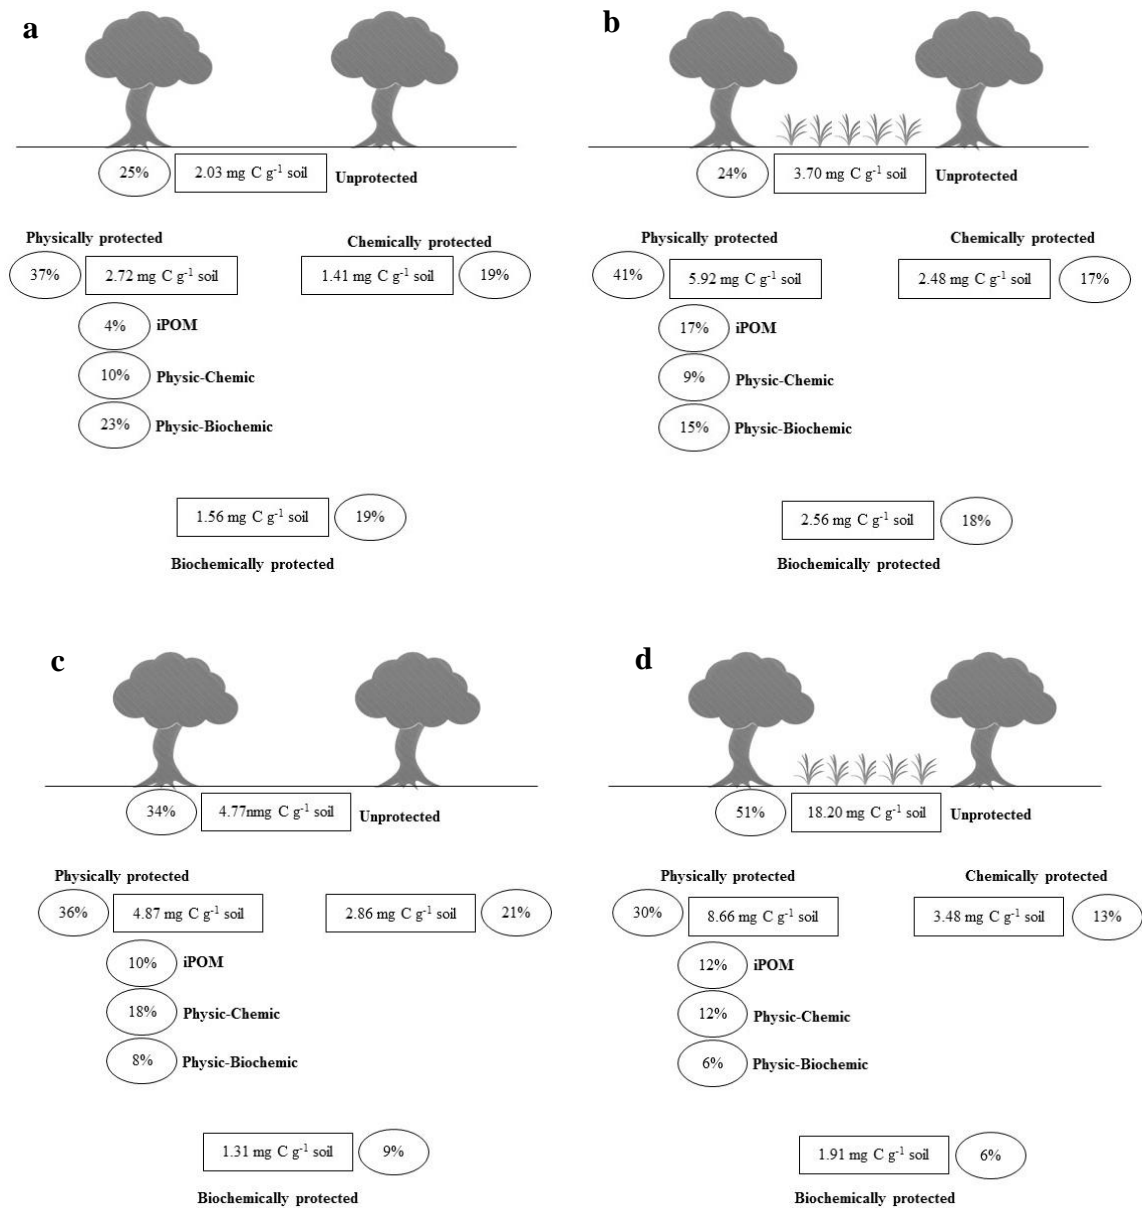 a
25%
2.03 mg C g-1 soil
Unprotected
Physically protected
37%
2.72 mg C g-1 soil
Chemically protected
1.41 mg C g-1 soil
19%
4%
iPOM
10%
Physic-Chemic
23%
Physic-Biochemic
1.56 mg C g-1 soil
19%
Biochemically protected
b
24%
3.70 mg C g-1 soil
Unprotected
Physically protected
41%
5.92 mg C g-1 soil
Chemically protected
2.48 mg C g-1 soil
17%
17%
iPOM
9%
Physic-Chemic
15%
Physic-Biochemic
2.56 mg C g-1 soil
18%
Biochemically protected
c
34%
4.77nmg C g-1 soil
Unprotected
Physically protected
36%
4.87 mg C g-1 soil
2.86 mg C g-1 soil
21%
10%
iPOM
18%
Physic-Chemic
8%
Physic-Biochemic
1.31 mg C g-1 soil
9%
Biochemically protected
d
51%
18.20 mg C g-1 soil
Unprotected
Physically protected
30%
8.66 mg C g-1 soil
Chemically protected
3.48 mg C g-1 soil
13%
12%
iPOM
12%
Physic-Chemic
6%
Physic-Biochemic
1.91 mg C g-1 soil
6%
Biochemically protected